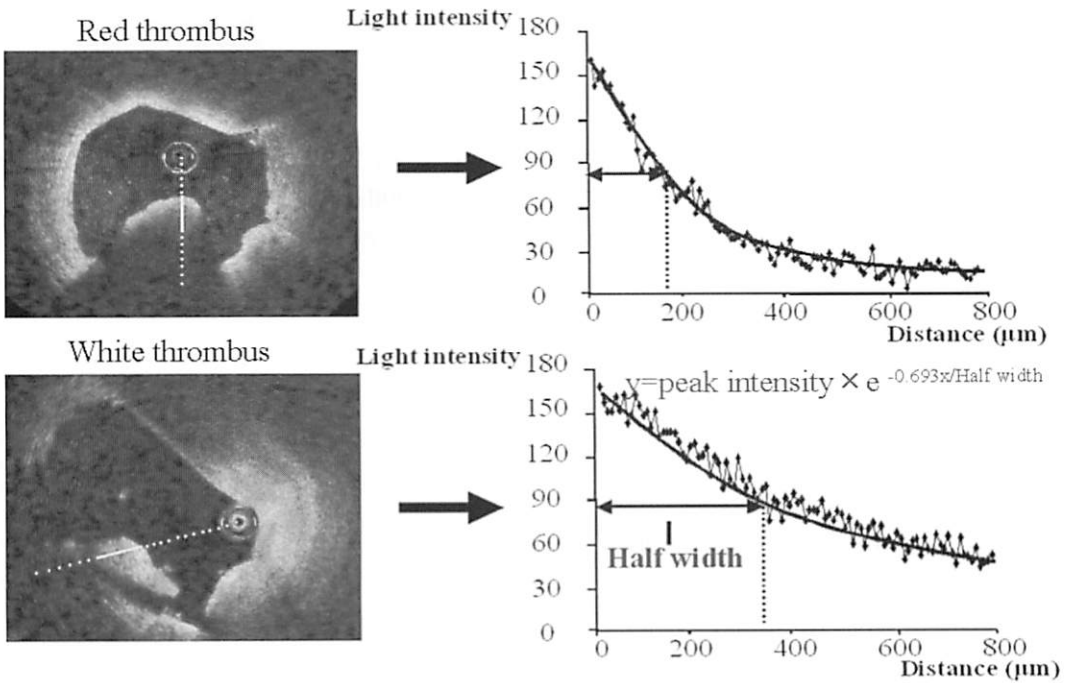 Red thrombus
Light intensity
180
150
120
90
60
30
0
0 200 400 600 800
Distance (μm)
White thrombus
Light intensity
180
y=peak intensity × e -0.693x/Half width
150
120
90
Half width
60
30
0
0 200 400 600 800
Distance (μm)